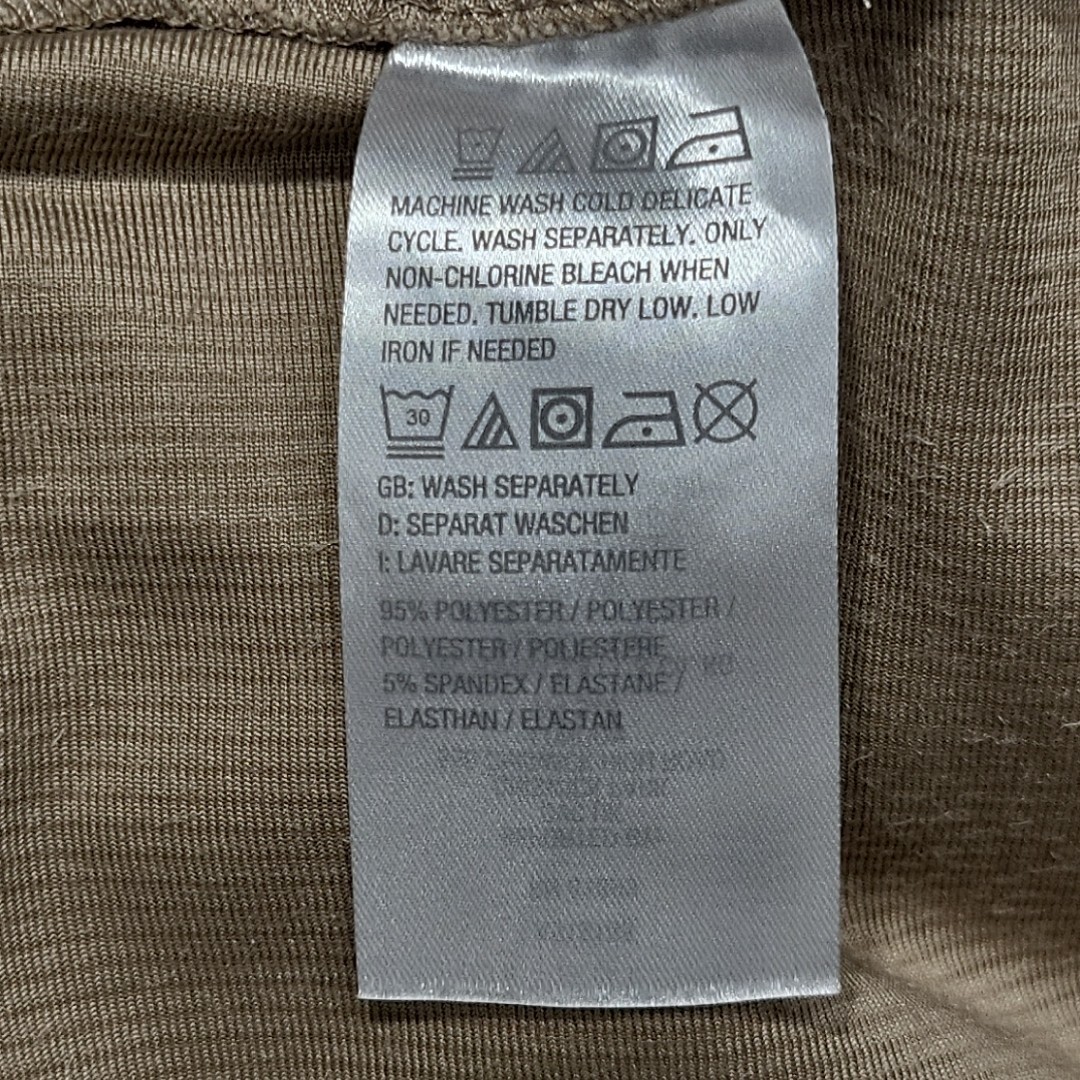 MACHINE WASH COLD DELICATE
CYCLE. WASH SEPARATELY. ONLY
NON-CHLORINE BLEACH WHEN
NEEDED. TUMBLE DRY LOW. LOW
IRON IF NEEDED
30
GB: WASH SEPARATELY
D: SEPARAT WASCHEN
I: LAVARE SEPARATAMENTE
95% POLYESTER / POLYESTER /
POLYESTER / POLIESTERE
5% SPANDEX / ELASTANE /
ELASTHAN / ELASTAN